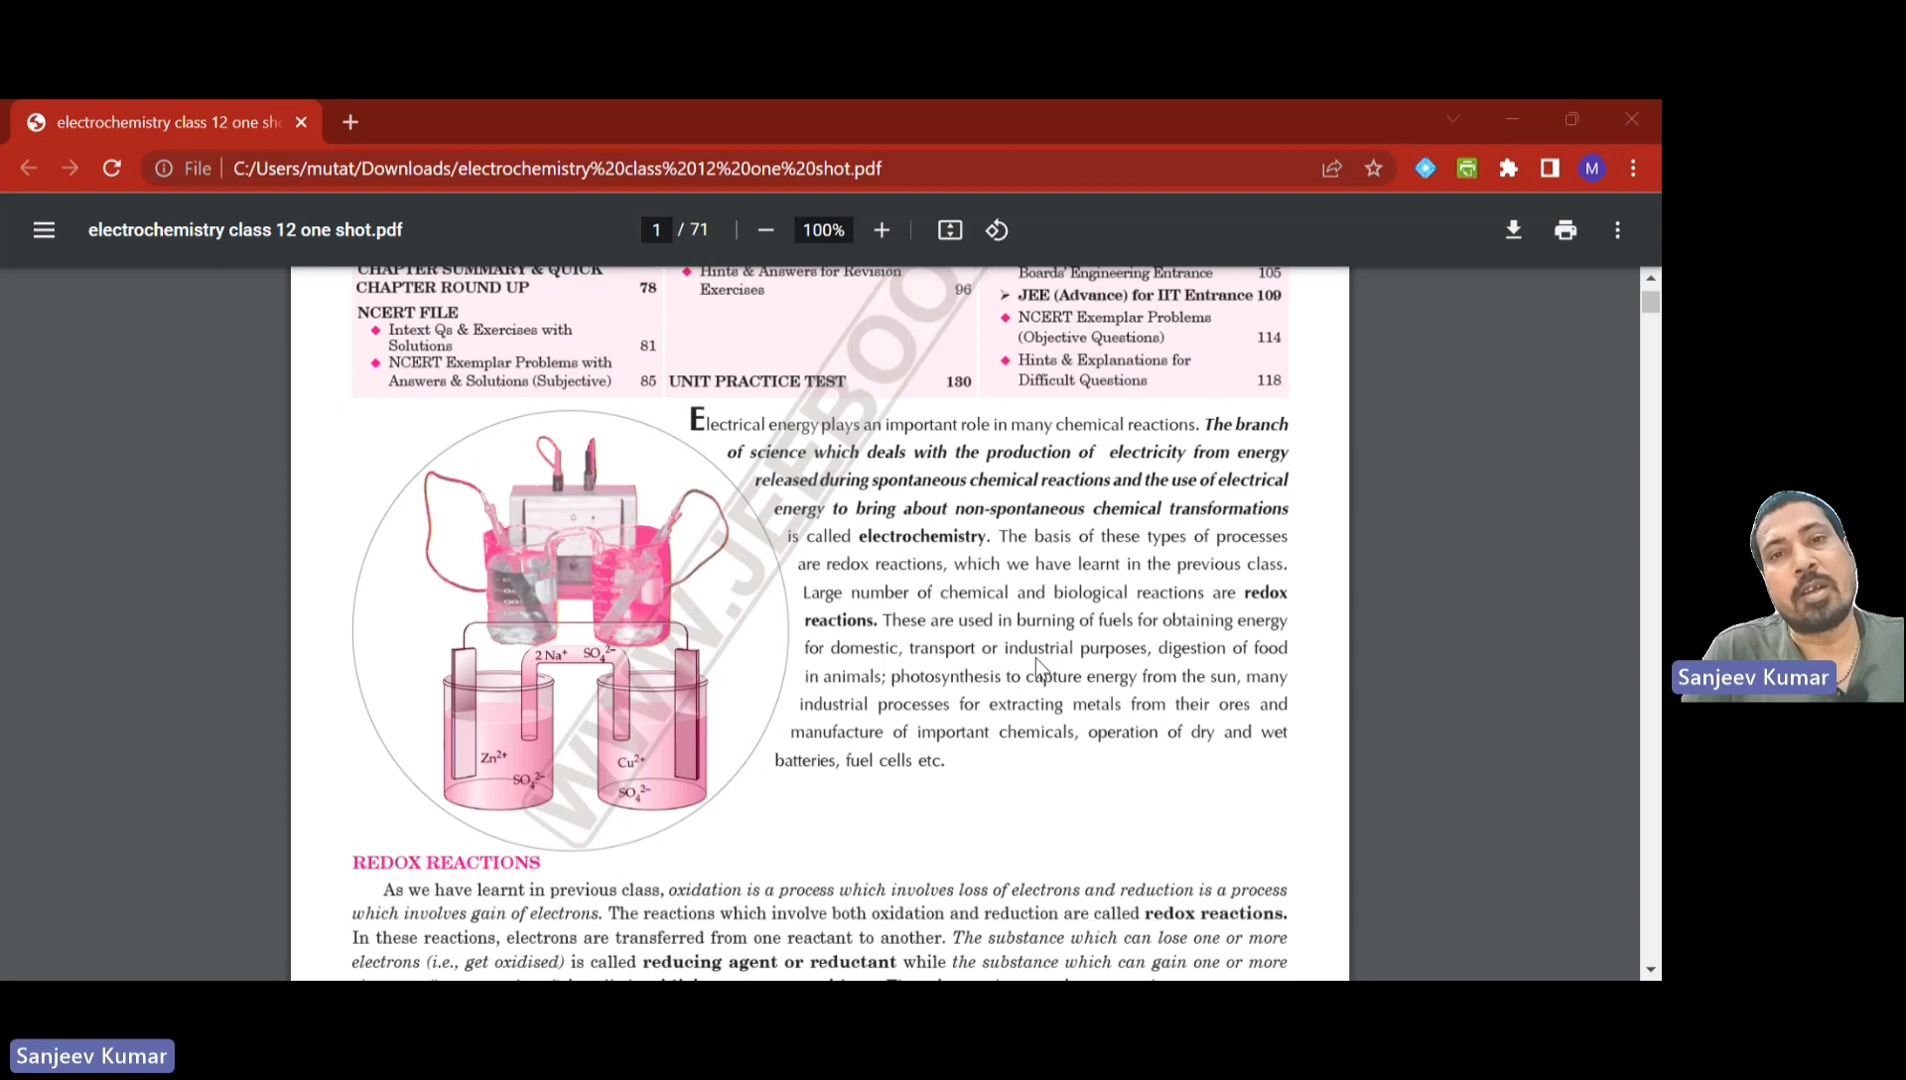 electrochemistry class 12 one sh
File C:/Users/mutat/Downloads/electrochemistry%20class%2012%20one%20shot.pdf
M
electrochemistry class 12 one shot.pdf
1 / 71
100%
CHAPTER SUMMARY & QUICK
CHAPTER ROUND UP 78
NCERT FILE
Intext Qs & Exercises with
Solutions 81
NCERT Exemplar Problems with
Answers & Solutions (Subjective) 85
Hints & Answers for Revision
Exercises 96
UNIT PRACTICE TEST 130
Boards' Engineering Entrance 105
JEE (Advance) for IIT Entrance 109
NCERT Exemplar Problems
(Objective Questions) 114
Hints & Explanations for
Difficult Questions 118
Electrical energy plays an important role in many chemical reactions. The branch
of science which deals with the production of electricity from energy
released during spontaneous chemical reactions and the use of electrical
energy to bring about non-spontaneous chemical transformations
is called electrochemistry. The basis of these types of processes
are redox reactions, which we have learnt in the previous class.
Large number of chemical and biological reactions are redox
reactions. These are used in burning of fuels for obtaining energy
for domestic, transport or industrial purposes, digestion of food
in animals; photosynthesis to capture energy from the sun, many
industrial processes for extracting metals from their ores and
manufacture of important chemicals, operation of dry and wet
batteries, fuel cells etc.
2 Na⁺ SO₄²⁻
Zn²⁺
SO₄²⁻
Cu²⁺
SO₄²⁻
WWW.JEEBOO
REDOX REACTIONS
As we have learnt in previous class, oxidation is a process which involves loss of electrons and reduction is a process
which involves gain of electrons. The reactions which involve both oxidation and reduction are called redox reactions.
In these reactions, electrons are transferred from one reactant to another. The substance which can lose one or more
electrons (i.e., get oxidised) is called reducing agent or reductant while the substance which can gain one or more
Sanjeev Kumar
Sanjeev Kumar